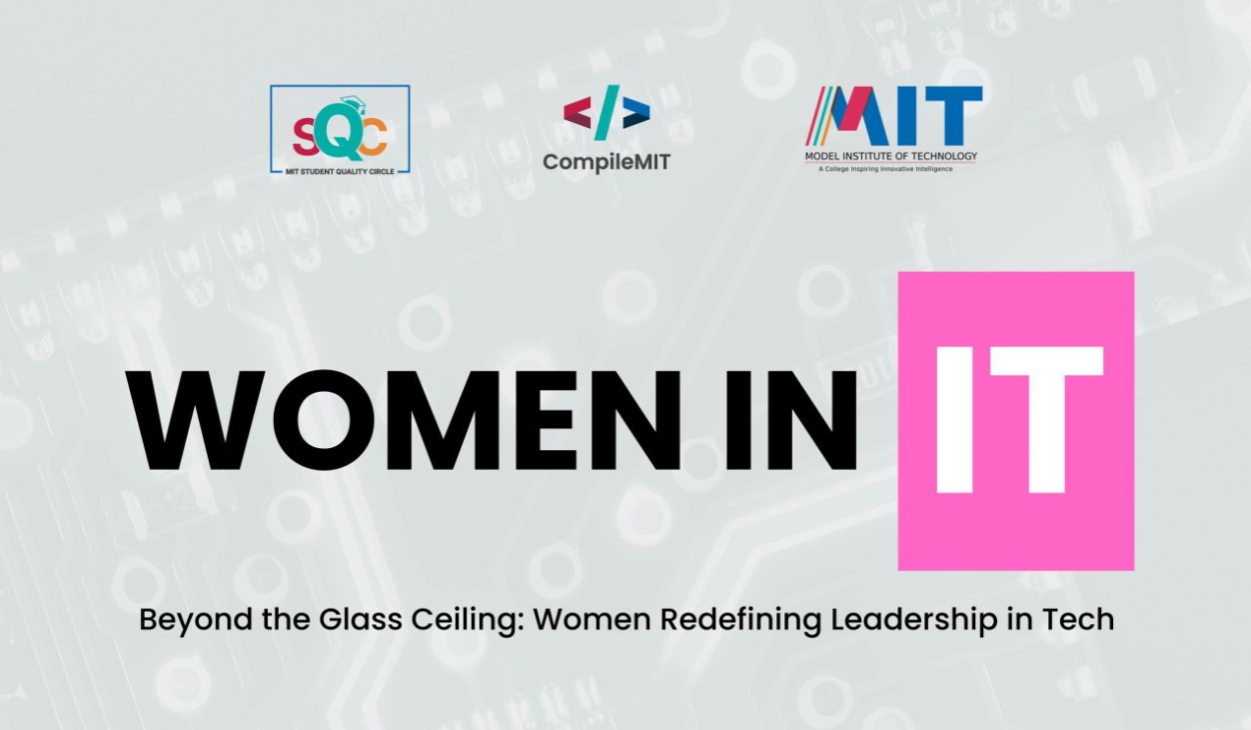 SQC
MIT STUDENT QUALITY CIRCLE
</>
CompileMIT
MIT
MODEL INSTITUTE OF TECHNOLOGY
A College Inspiring Innovative Intelligence
WOMEN IN IT
Beyond the Glass Ceiling: Women Redefining Leadership in Tech